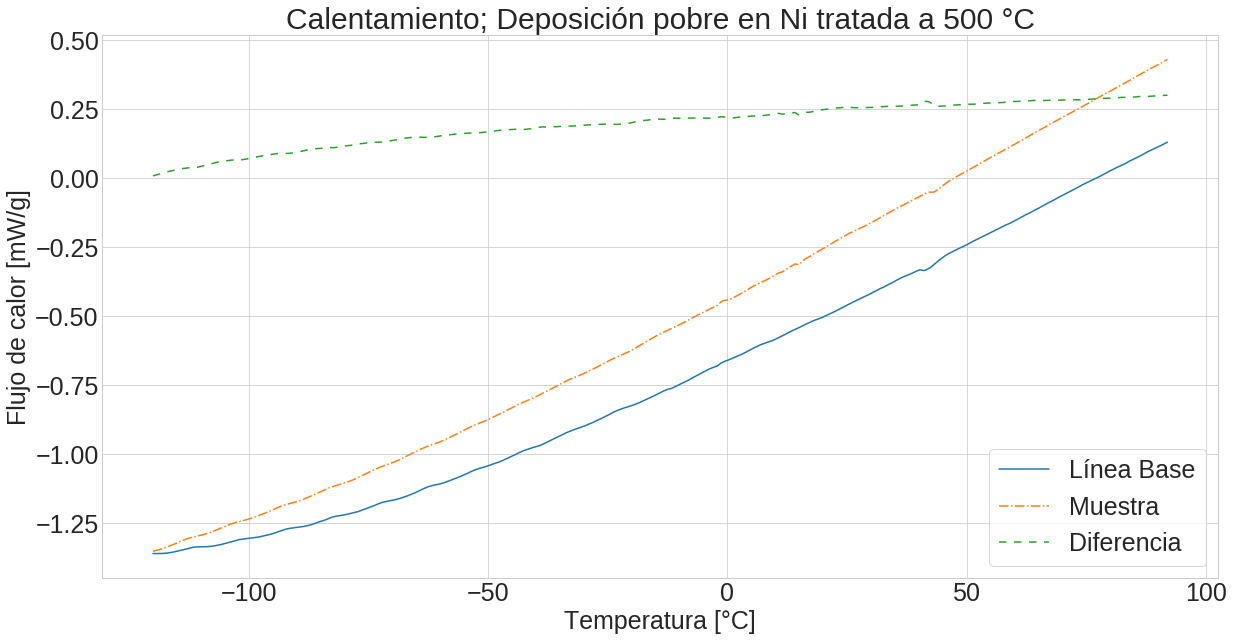 Calentamiento; Deposición pobre en Ni tratada a 500 °C
Flujo de calor [mW/g]
0.50
0.25
0.00
−0.25
−0.50
−0.75
−1.00
−1.25
Línea Base
Muestra
Diferencia
−100
−50
0
50
100
Temperatura [°C]